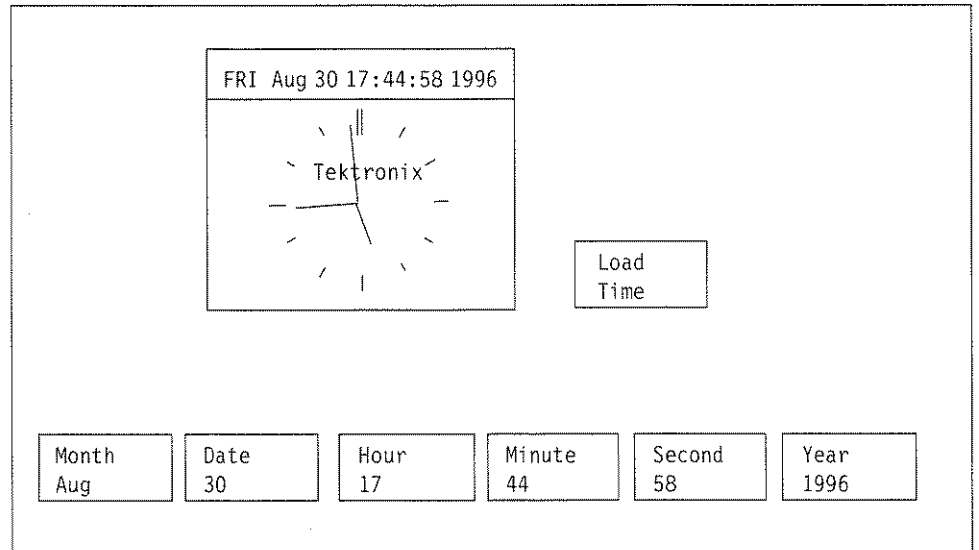 FRI Aug 30 17:44:58 1996
Tektronix
Load
Time
Month
Aug
Date
30
Hour
17
Minute
44
Second
58
Year
1996